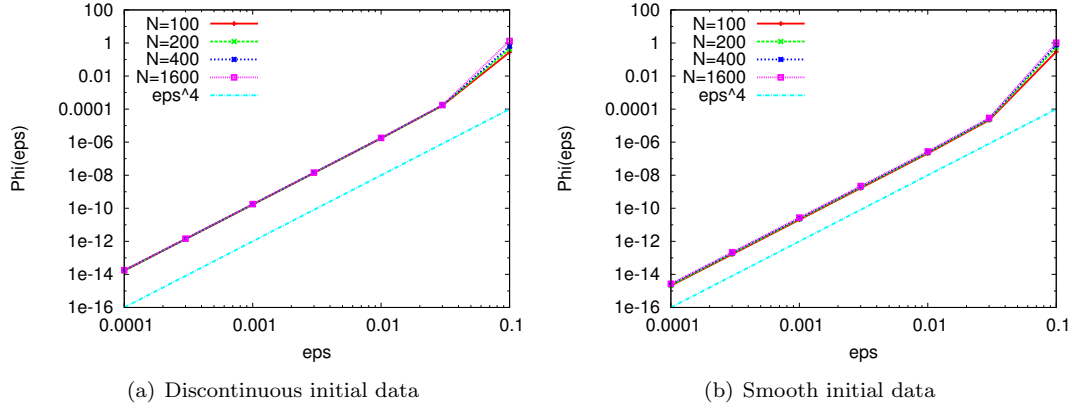 N=100
N=200
N=400
N=1600
eps^4
1
0.01
0.0001
1e-06
1e-08
1e-10
1e-12
1e-14
1e-16
Phi(eps)
0.0001
0.001
0.01
0.1
eps
(a) Discontinuous initial data
N=100
N=200
N=400
N=1600
eps^4
1
0.01
0.0001
1e-06
1e-08
1e-10
1e-12
1e-14
1e-16
Phi(eps)
0.0001
0.001
0.01
0.1
eps
(b) Smooth initial data